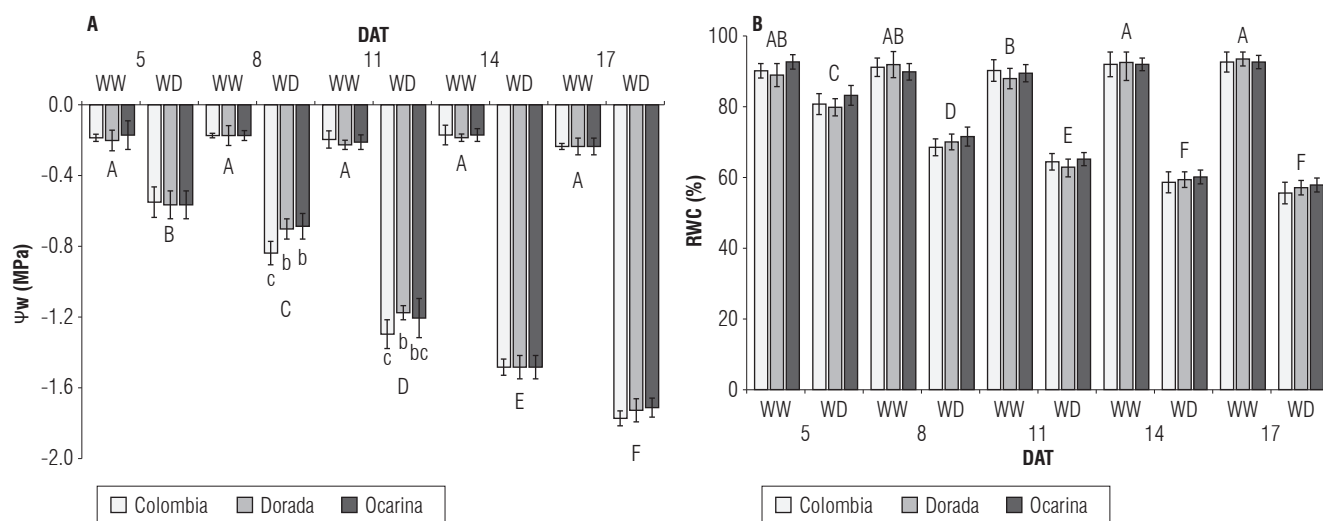 A
DAT
5 8 11 14 17
WW WD WW WD WW WD WW WD WW WD
0.0
-0.4
-0.8
-1.2
-1.6
-2.0
Ψw (MPa)
A A A A A
B
c b b
C
c b bc
D
E
F
Colombia Dorada Ocarina
B
100
80
60
40
20
0
RWC (%)
AB C AB D B E A F A F
WW WD WW WD WW WD WW WD WW WD
5 8 11 14 17
DAT
Colombia Dorada Ocarina